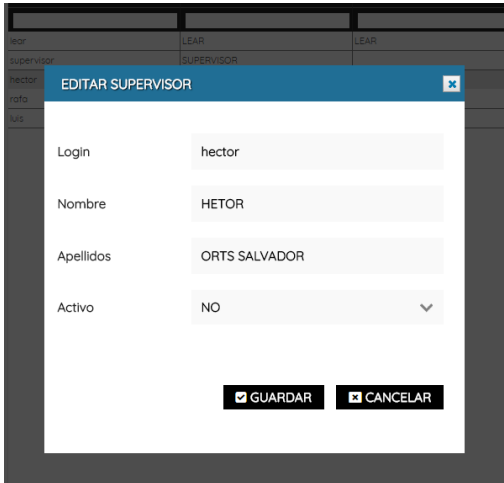 lear LEAR LEAR
supervisor SUPERVISOR
hector
rafa
luis
EDITAR SUPERVISOR
Login hector
Nombre HETOR
Apellidos ORTS SALVADOR
Activo NO
GUARDAR CANCELAR